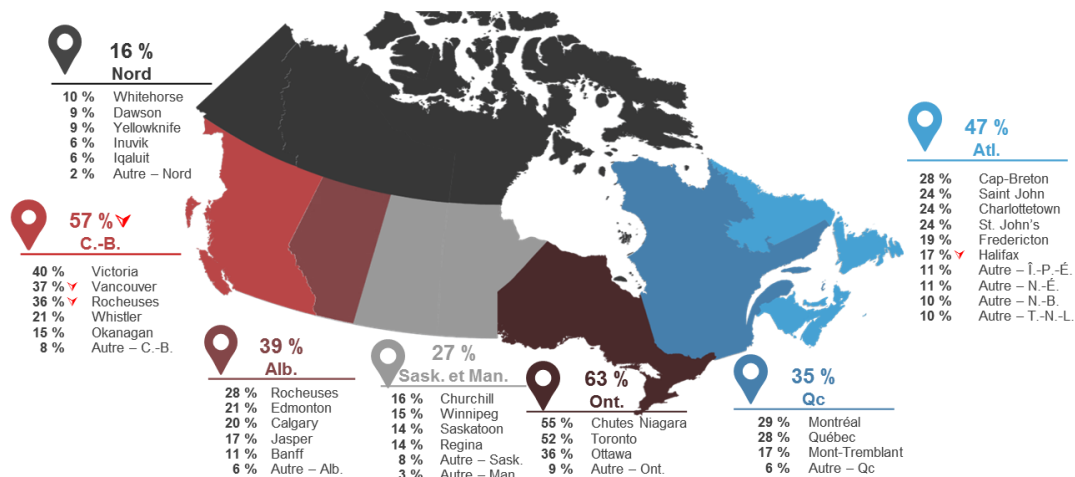 16 %
Nord
10 % Whitehorse
9 % Dawson
9 % Yellowknife
6 % Inuvik
6 % Iqaluit
2 % Autre – Nord
57 %
C.-B.
40 % Victoria
37 % Vancouver
36 % Rocheuses
21 % Whistler
15 % Okanagan
8 % Autre – C.-B.
39 %
Alb.
28 % Rocheuses
21 % Edmonton
20 % Calgary
17 % Jasper
11 % Banff
6 % Autre – Alb.
27 %
Sask. et Man.
16 % Churchill
15 % Winnipeg
14 % Saskatoon
14 % Regina
8 % Autre – Sask.
3 % Autre – Man.
63 %
Ont.
55 % Chutes Niagara
52 % Toronto
36 % Ottawa
9 % Autre – Ont.
35 %
Qc
29 % Montréal
28 % Québec
17 % Mont-Tremblant
6 % Autre – Qc
47 %
Atl.
28 % Cap-Breton
24 % Saint John
24 % Charlottetown
24 % St. John’s
19 % Fredericton
17 % Halifax
11 % Autre – Î.-P.-É.
11 % Autre – N.-É.
10 % Autre – N.-B.
10 % Autre – T.-N.-L.